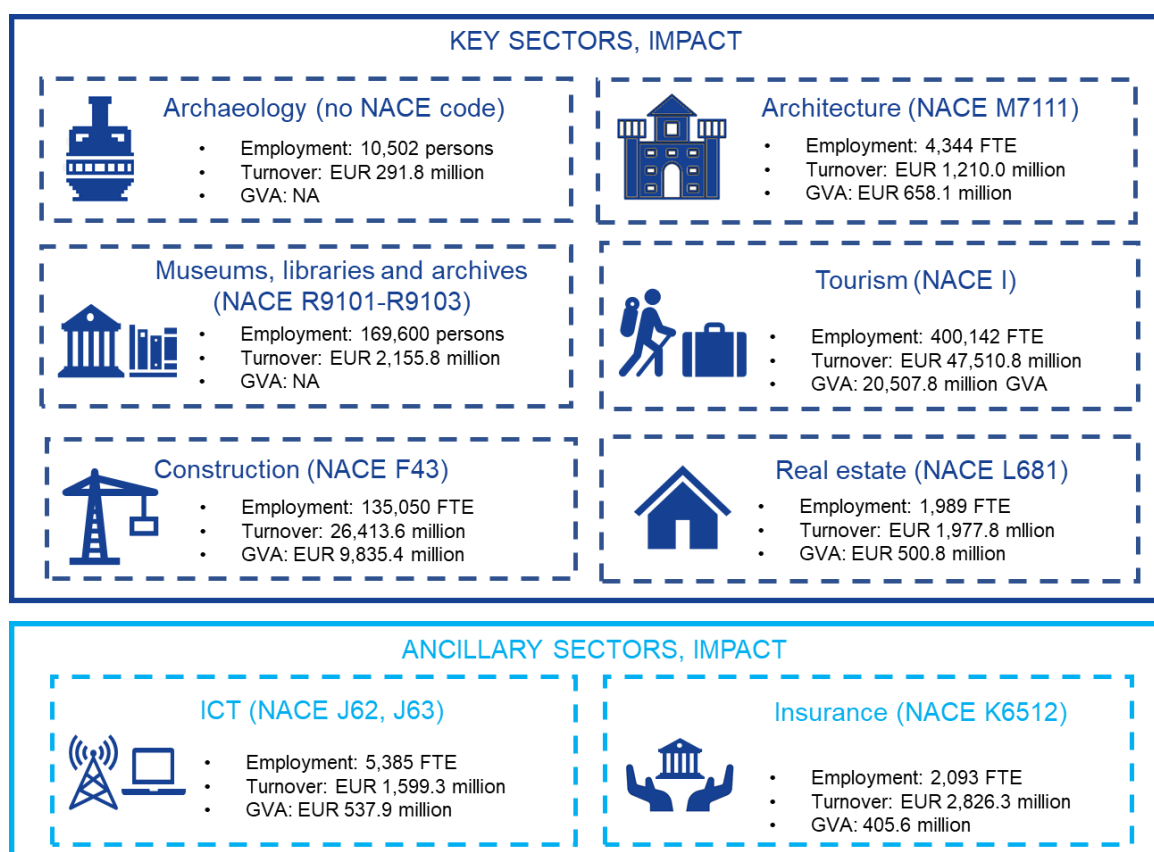 KEY SECTORS, IMPACT
Archaeology (no NACE code)
• Employment: 10,502 persons
• Turnover: EUR 291.8 million
• GVA: NA
Architecture (NACE M7111)
• Employment: 4,344 FTE
• Turnover: EUR 1,210.0 million
• GVA: EUR 658.1 million
Museums, libraries and archives
(NACE R9101-R9103)
• Employment: 169,600 persons
• Turnover: EUR 2,155.8 million
• GVA: NA
Tourism (NACE I)
• Employment: 400,142 FTE
• Turnover: EUR 47,510.8 million
• GVA: 20,507.8 million GVA
Construction (NACE F43)
• Employment: 135,050 FTE
• Turnover: 26,413.6 million
• GVA: EUR 9,835.4 million
Real estate (NACE L681)
• Employment: 1,989 FTE
• Turnover: EUR 1,977.8 mllion
• GVA: EUR 500.8 million
ANCILLARY SECTORS, IMPACT
ICT (NACE J62, J63)
• Employment: 5,385 FTE
• Turnover: EUR 1,599.3 million
• GVA: EUR 537.9 million
Insurance (NACE K6512)
• Employment: 2,093 FTE
• Turnover: EUR 2,826.3 million
• GVA: 405.6 million